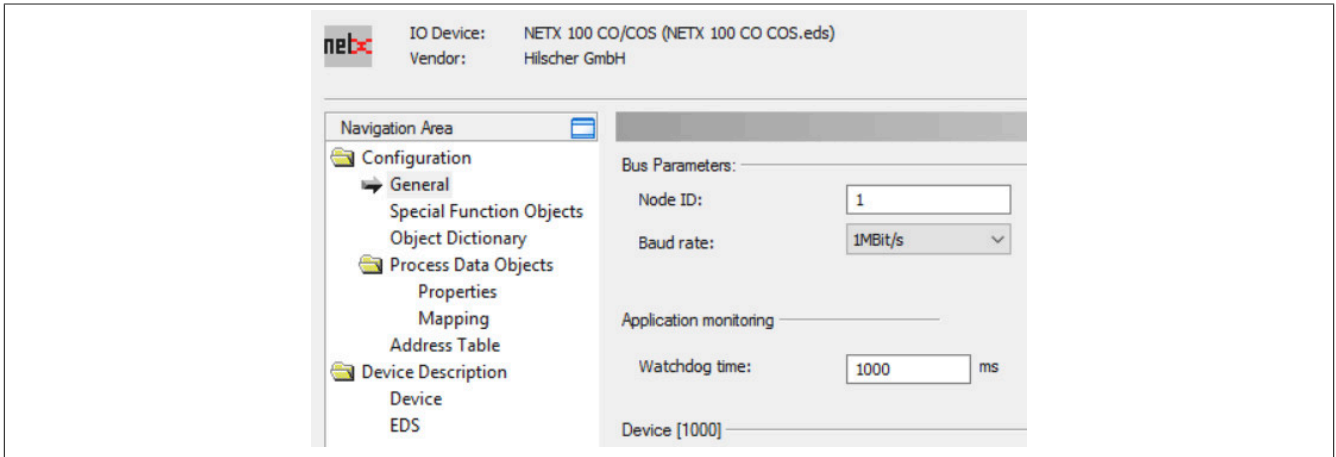 netx
IO Device: NETX 100 CO/COS (NETX 100 CO COS.eds)
Vendor: Hilscher GmbH
Navigation Area
Configuration
General
Special Function Objects
Object Dictionary
Process Data Objects
Properties
Mapping
Address Table
Device Description
Device
EDS
Bus Parameters:
Node ID: 1
Baud rate: 1MBit/s
Application monitoring
Watchdog time: 1000 ms
Device [1000]